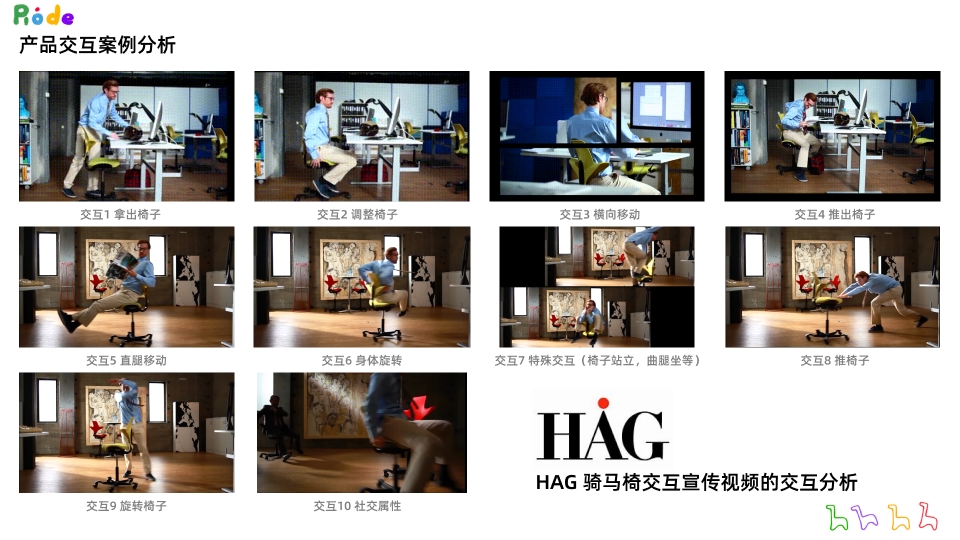 Ride
产品交互案例分析
交互1 拿出椅子
交互2 调整椅子
交互3 横向移动
交互4 推出椅子
交互5 直腿移动
交互6 身体旋转
交互7 特殊交互（椅子站立，曲腿坐等）
交互8 推椅子
交互9 旋转椅子
交互10 社交属性
HÅG
HAG 骑马椅交互宣传视频的交互分析